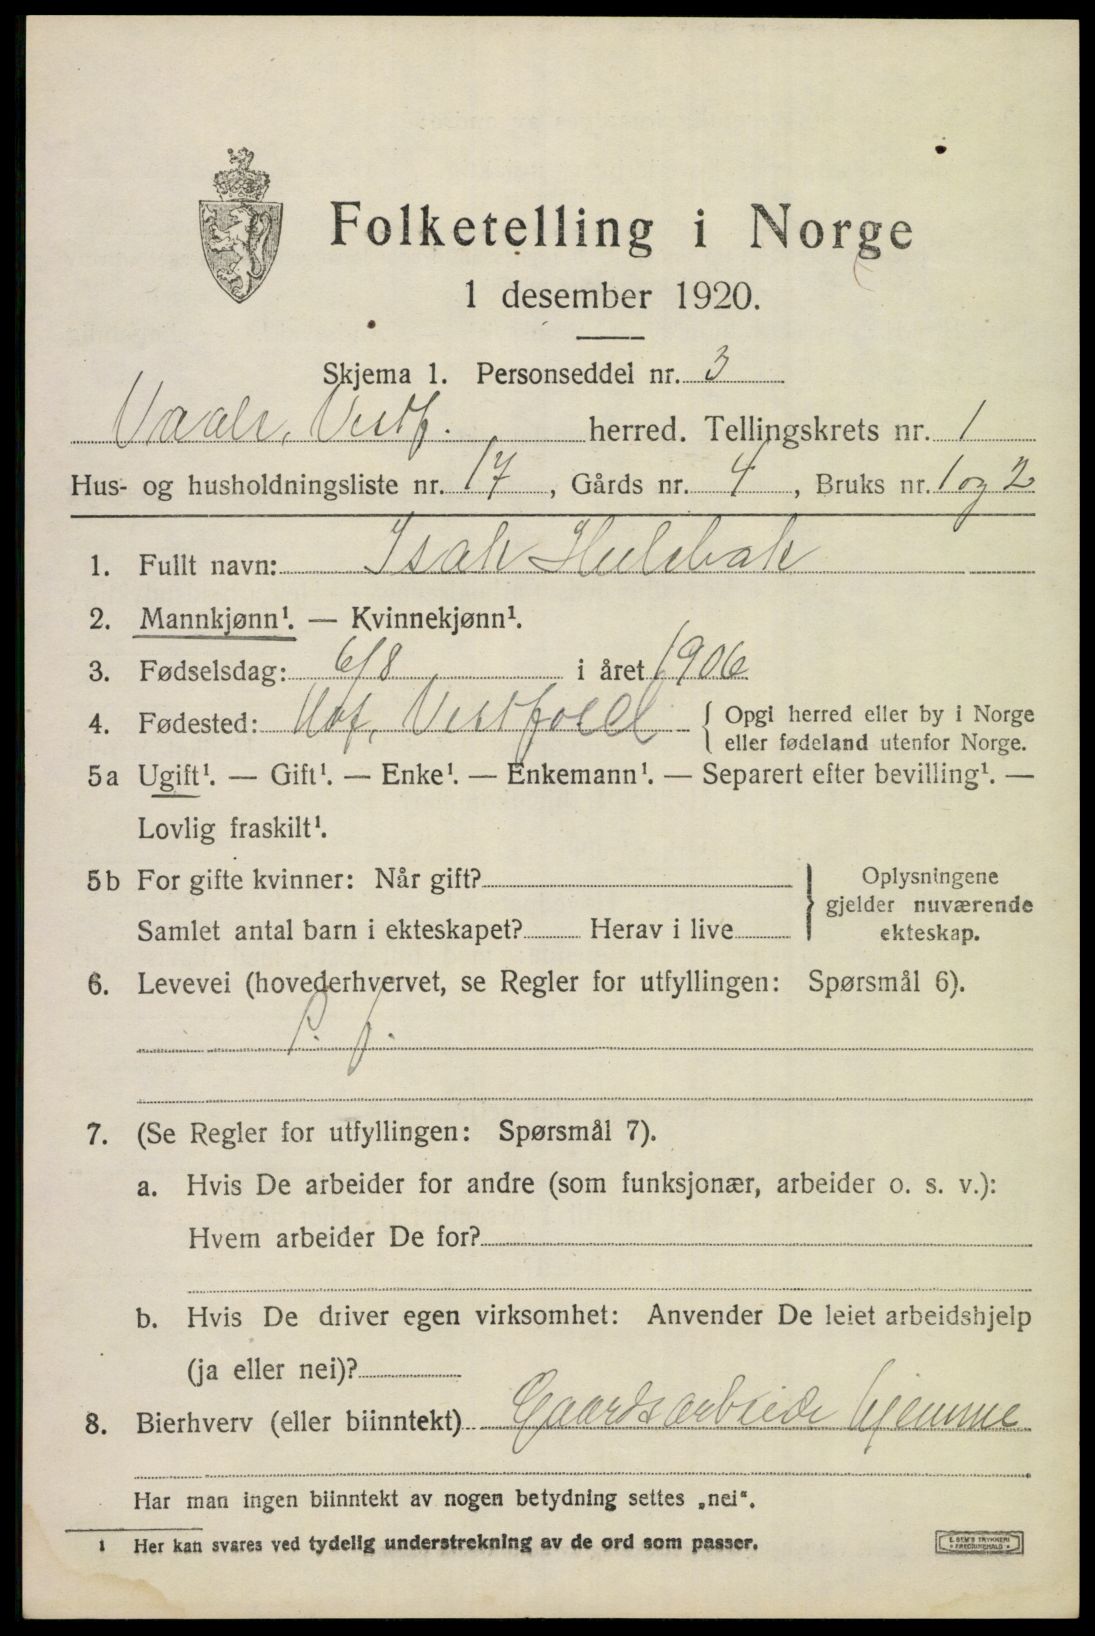 Folketelling i Norge
1 desember 1920.
Skjema 1. Personseddel nr. 3
Vaale, Vestf. herred. Tellingskrets nr. 1
Hus- og husholdningsliste nr. 17, Gårds nr. 4, Bruks nr. 1 og 2
1. Fullt navn: Isak Hulebak
2. Mannkjønn¹. — Kvinnekjønn¹.
3. Fødselsdag: 6/8 i året 1906
4. Fødested: Hof, Vestfold { Opgi herred eller by i Norge
eller fødeland utenfor Norge.
5a Ugift¹. — Gift¹. — Enke¹. — Enkemann¹. — Separert efter bevilling¹. —
Lovlig fraskilt¹.
5b For gifte kvinner: Når gift?
Samlet antal barn i ekteskapet? Herav i live
Oplysningene
gjelder nuværende
ekteskap.
6. Levevei (hovederhvervet, se Regler for utfyllingen: Spørsmål 6).
7. (Se Regler for utfyllingen: Spørsmål 7).
a. Hvis De arbeider for andre (som funksjonær, arbeider o. s. v.):
Hvem arbeider De for?
b. Hvis De driver egen virksomhet: Anvender De leiet arbeidshjelp
(ja eller nei)?
8. Bierhverv (eller biinntekt) Gaardsarbeide hjemme
Har man ingen biinntekt av nogen betydning settes „nei“.
1 Her kan svares ved tydelig understrekning av de ord som passer.
E. SEM'S TRYKKERI
FREDRIKSHALD